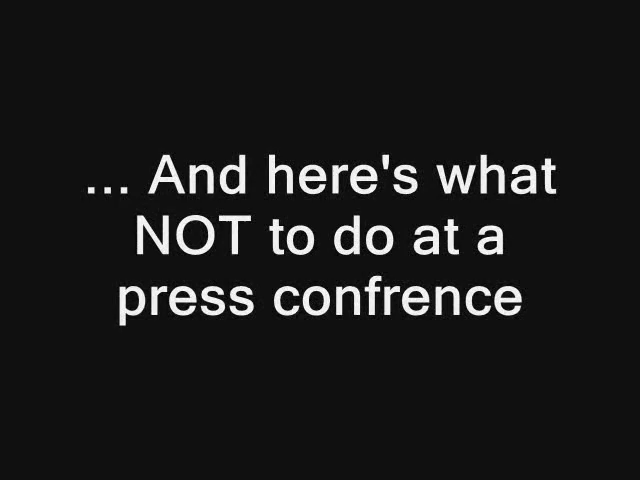 ... And here's what
NOT to do at a
press confrence